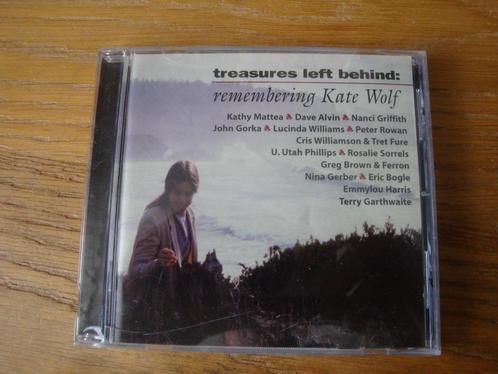 treasures left behind:
remembering Kate Wolf
Kathy Mattea Dave Alvin Nanci Griffith
John Gorka Lucinda Williams Peter Rowan
Cris Williamson & Tret Fure
U. Utah Phillips Rosalie Sorrels
Greg Brown & Ferron
Nina Gerber Eric Bogle
Emmylou Harris
Terry Garthwaite